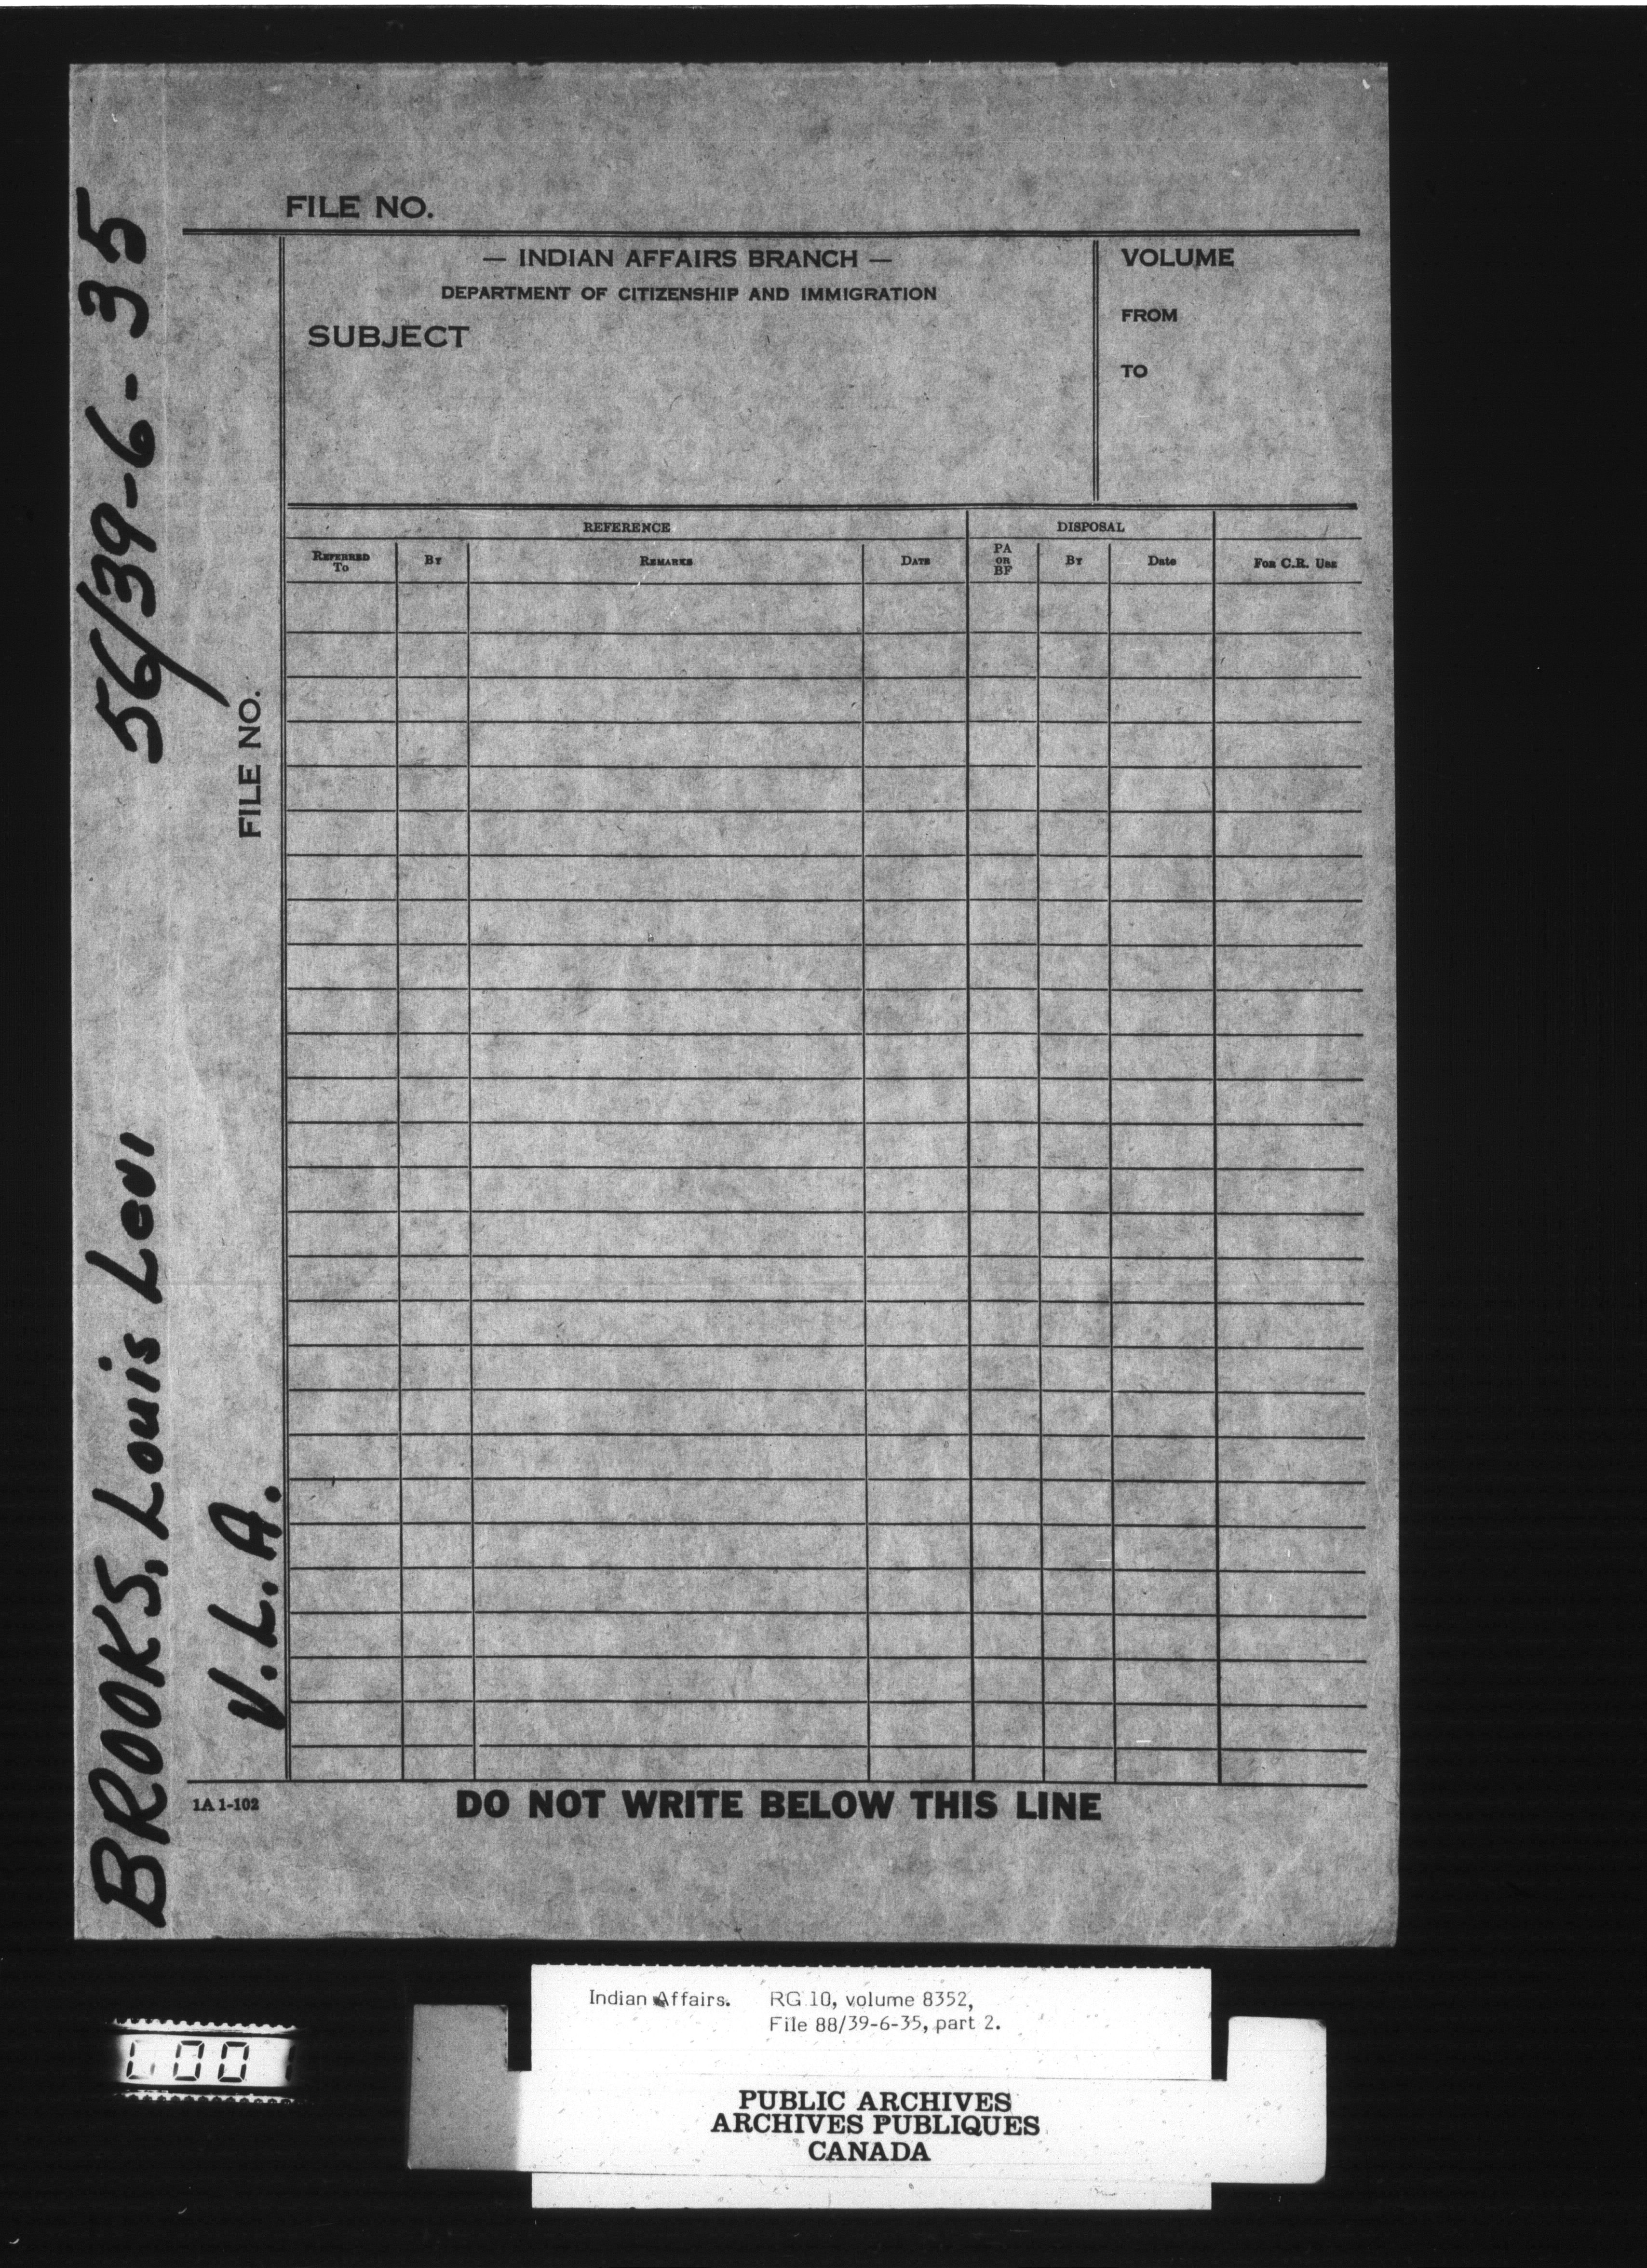 56/39-6-35
BROOKS, Louis Levi
V.L.A.
FILE NO.
FILE NO.
— INDIAN AFFAIRS BRANCH —
DEPARTMENT OF CITIZENSHIP AND IMMIGRATION
SUBJECT
VOLUME
FROM
TO
REFERENCE
DISPOSAL
REFERRED TO
BY
REMARKS
DATE
PA OR BF
BY
Date
FOR C.R. USE
1A 1-102
DO NOT WRITE BELOW THIS LINE
Indian Affairs. RG 10, volume 8352,
File 88/39-6-35, part 2.
PUBLIC ARCHIVES
ARCHIVES PUBLIQUES
CANADA